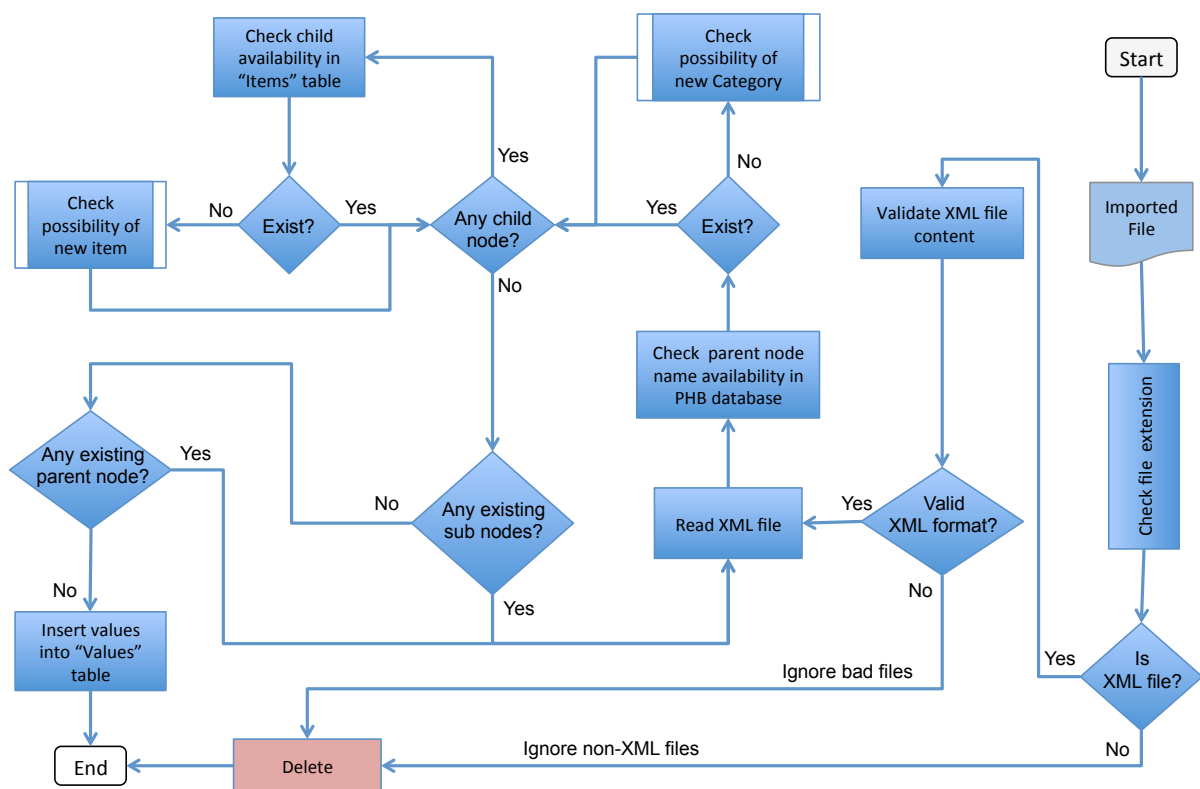 Start
Imported
File
Check file extension
Is
XML file?
Yes
No
Validate XML file
content
Valid
XML format?
Yes
No
Ignore bad files
Ignore non-XML files
Read XML file
Check parent node
name availability in
PHB database
Exist?
Yes
No
Check
possibility of
new Category
Any child
node?
Yes
No
Check child
availability in
“Items” table
Exist?
Yes
No
Check
possibility of
new item
Any existing
sub nodes?
No
Yes
Any existing
parent node?
Yes
No
Insert values
into “Values”
table
Delete
End